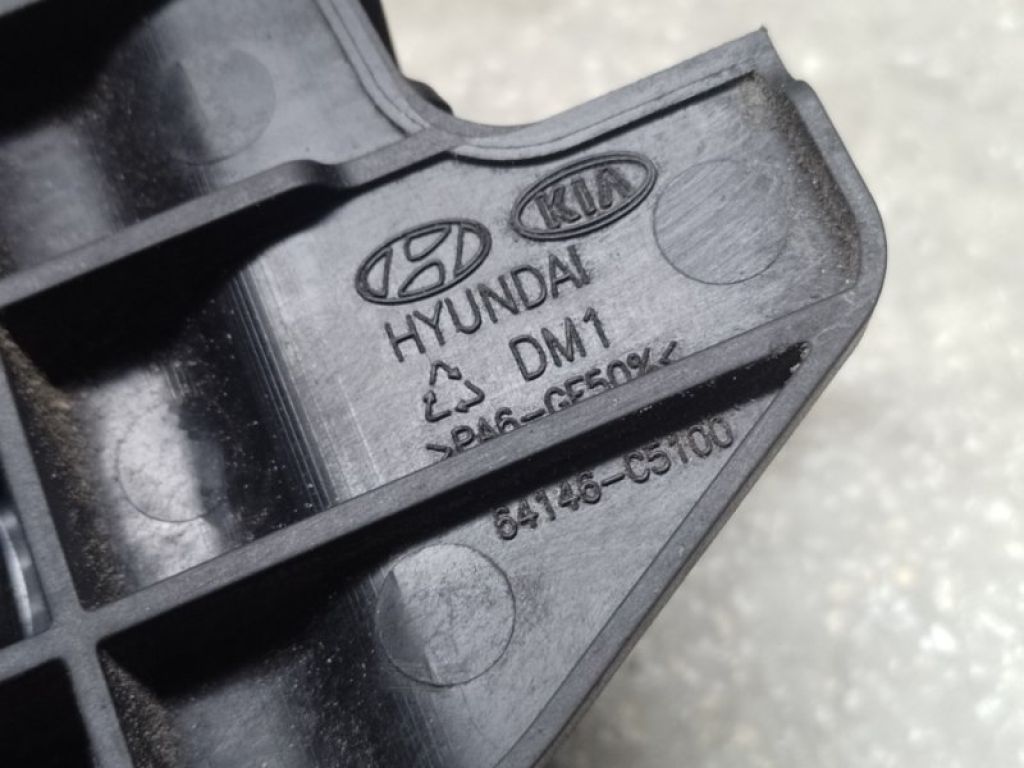 KIA
HYUNDAI
DM1
>PA6-GF50%<
64146-C5100